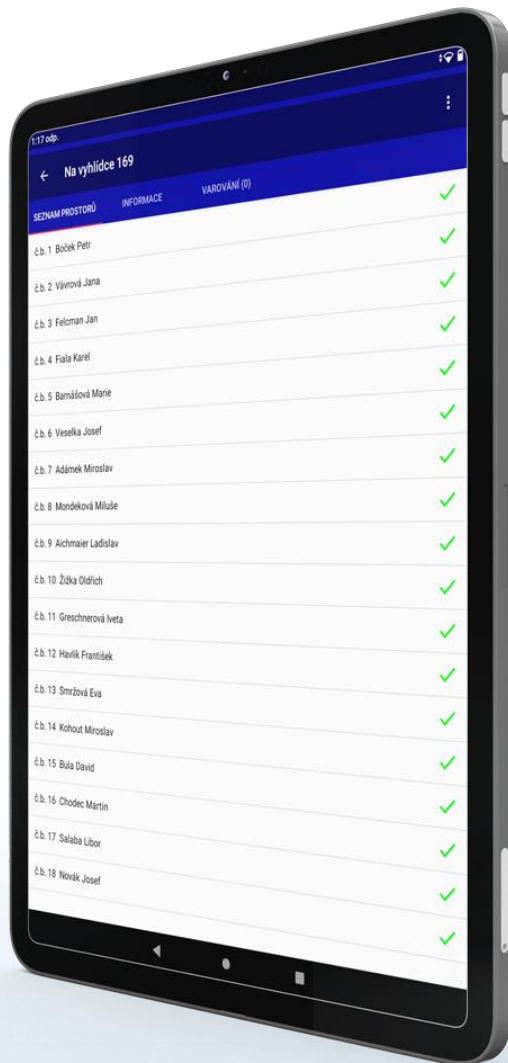 1:17 odp.
Na vyhlídce 169
SEZNAM PROSTORŮ INFORMACE VAROVÁNÍ (0)
č.b. 1 Boček Petr
č.b. 2 Vávrová Jana
č.b. 3 Felcman Jan
č.b. 4 Fiala Karel
č.b. 5 Barnášová Marie
č.b. 6 Veselka Josef
č.b. 7 Adámek Miroslav
č.b. 8 Mondeková Miluše
č.b. 9 Aichmaier Ladislav
č.b. 10 Žižka Oldřich
č.b. 11 Greschnerová Iveta
č.b. 12 Havlík František
č.b. 13 Smržová Eva
č.b. 14 Kohout Miroslav
č.b. 15 Bula David
č.b. 16 Chodec Martin
č.b. 17 Salaba Libor
č.b. 18 Novák Josef